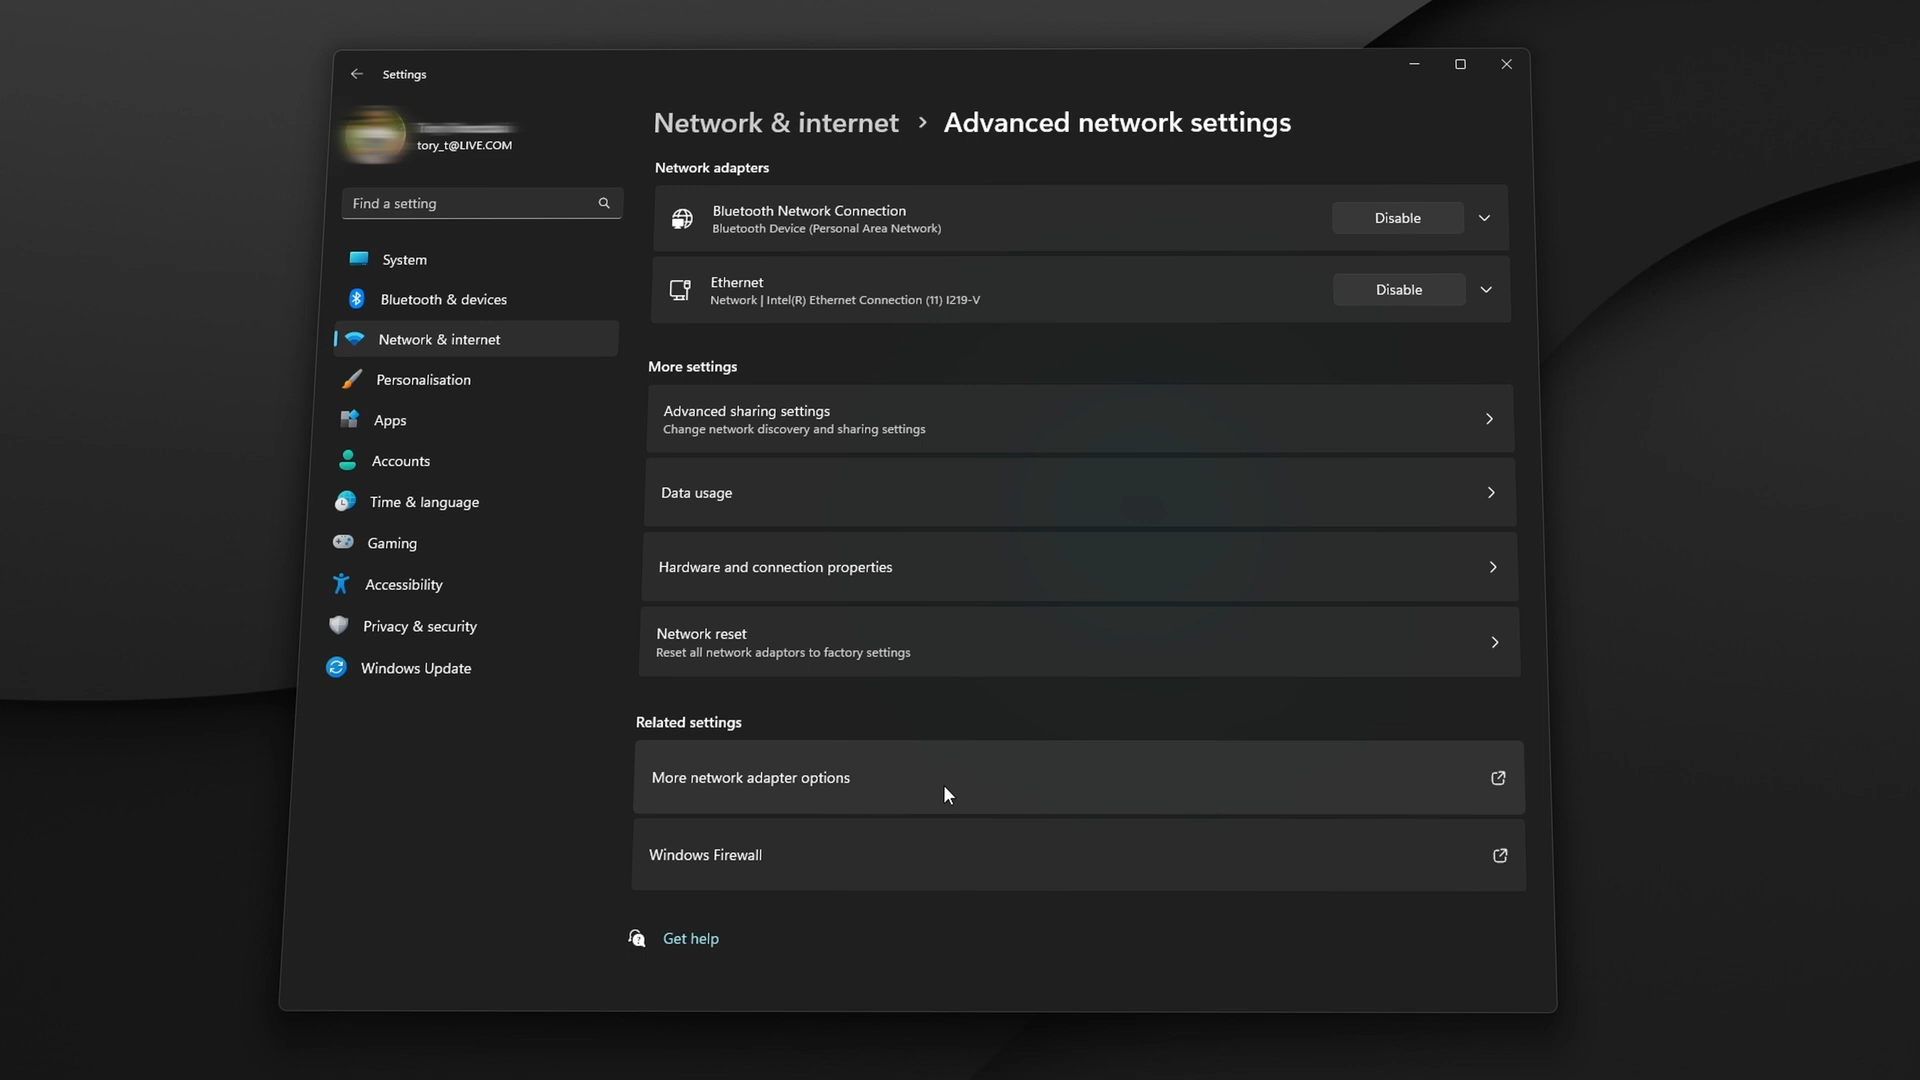 Settings
tory_t@LIVE.COM
Find a setting
System
Bluetooth & devices
Network & internet
Personalisation
Apps
Accounts
Time & language
Gaming
Accessibility
Privacy & security
Windows Update
Network & internet > Advanced network settings
Network adapters
Bluetooth Network Connection
Bluetooth Device (Personal Area Network)
Disable
Ethernet
Network | Intel(R) Ethernet Connection (11) I219-V
Disable
More settings
Advanced sharing settings
Change network discovery and sharing settings
Data usage
Hardware and connection properties
Network reset
Reset all network adaptors to factory settings
Related settings
More network adapter options
Windows Firewall
Get help